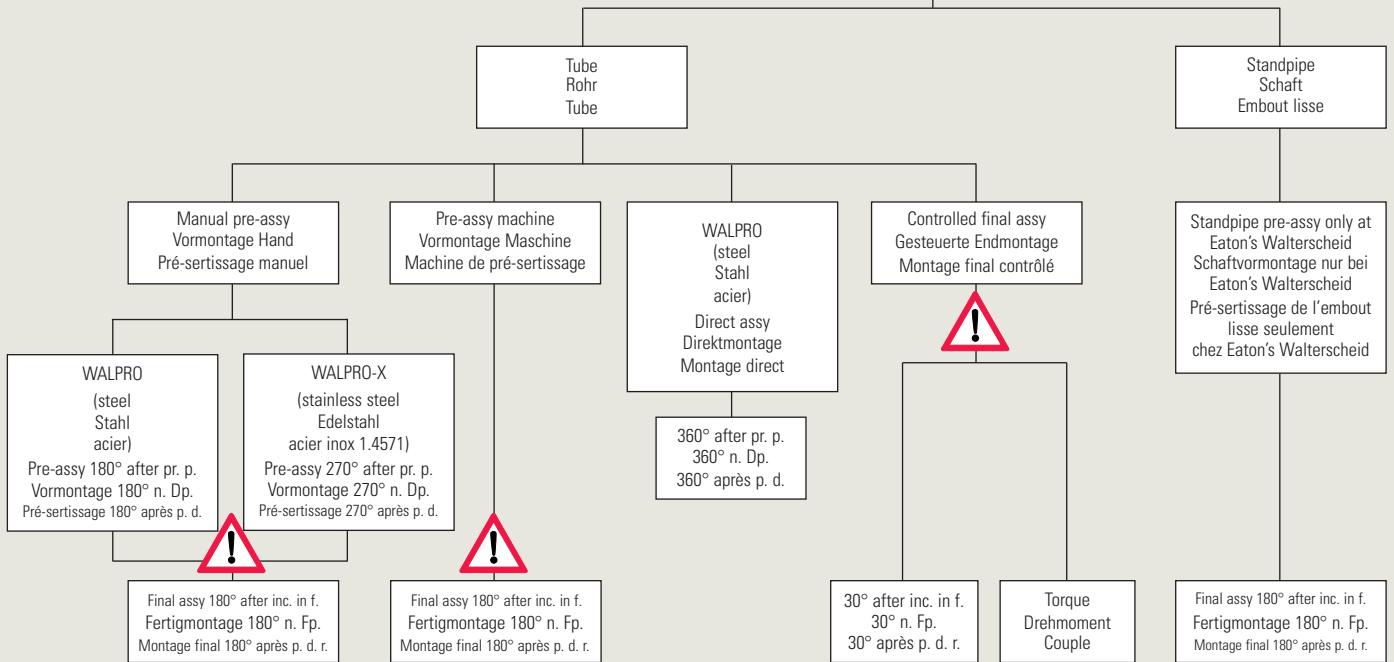 Tube
Rohr
Tube
Standpipe
Schaft
Embout lisse
Manual pre-assy
Vormontage Hand
Pré-sertissage manuel
Pre-assy machine
Vormontage Maschine
Machine de pré-sertissage
WALPRO
(steel
Stahl
acier)
Direct assy
Direktmontage
Montage direct
Controlled final assy
Gesteuerte Endmontage
Montage final contrôlé
Standpipe pre-assy only at
Eaton's Walterscheid
Schaftvormontage nur bei
Eaton's Walterscheid
Pré-sertissage de l'embout
lisse seulement
chez Eaton's Walterscheid
WALPRO
(steel
Stahl
acier)
Pre-assy 180° after pr. p.
Vormontage 180° n. Dp.
Pré-sertissage 180° après p. d.
WALPRO-X
(stainless steel
Edelstahl
acier inox 1.4571)
Pre-assy 270° after pr. p.
Vormontage 270° n. Dp.
Pré-sertissage 270° après p. d.
360° after pr. p.
360° n. Dp.
360° après p. d.
Final assy 180° after inc. in f.
Fertigmontage 180° n. Fp.
Montage final 180° après p. d. r.
Final assy 180° after inc. in f.
Fertigmontage 180° n. Fp.
Montage final 180° après p. d. r.
30° after inc. in f.
30° n. Fp.
30° après p. d. r.
Torque
Drehmoment
Couple
Final assy 180° after inc. in f.
Fertigmontage 180° n. Fp.
Montage final 180° après p. d. r.